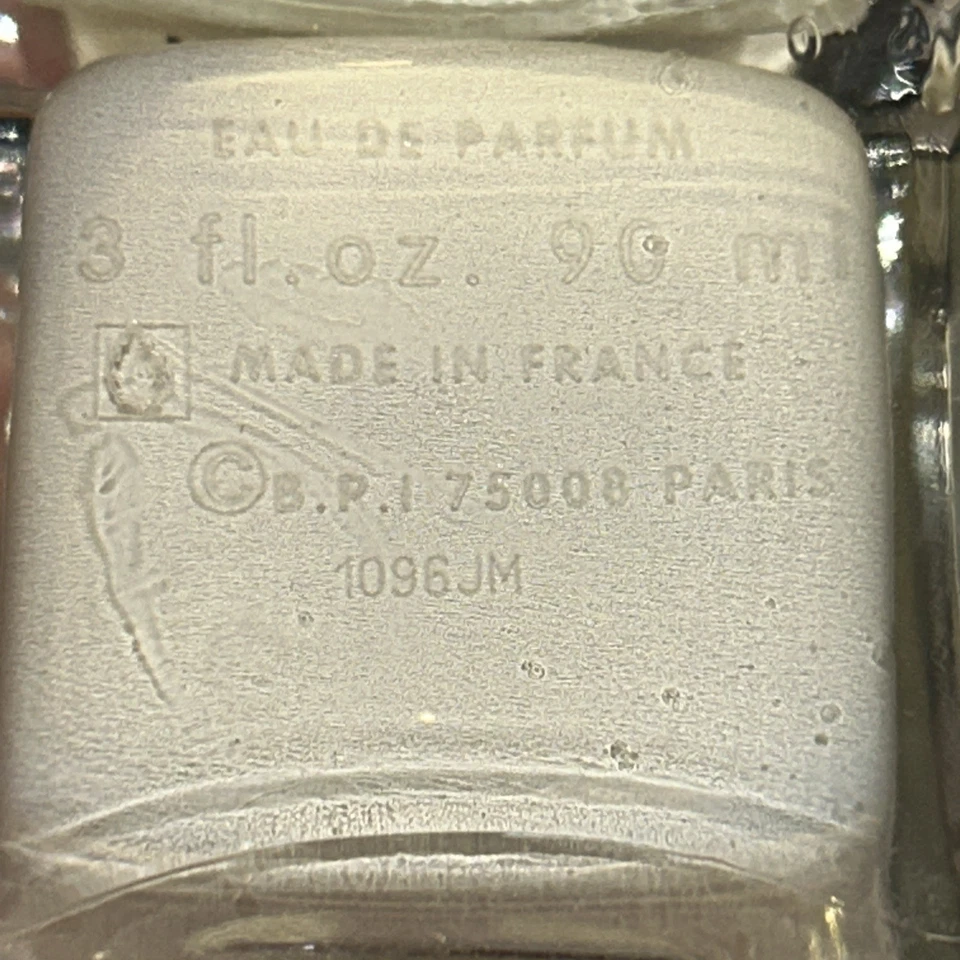 EAU DE PARFUM
3 fl.oz. 90 ml
MADE IN FRANCE
©B.P.I 75008 PARIS
1096JM